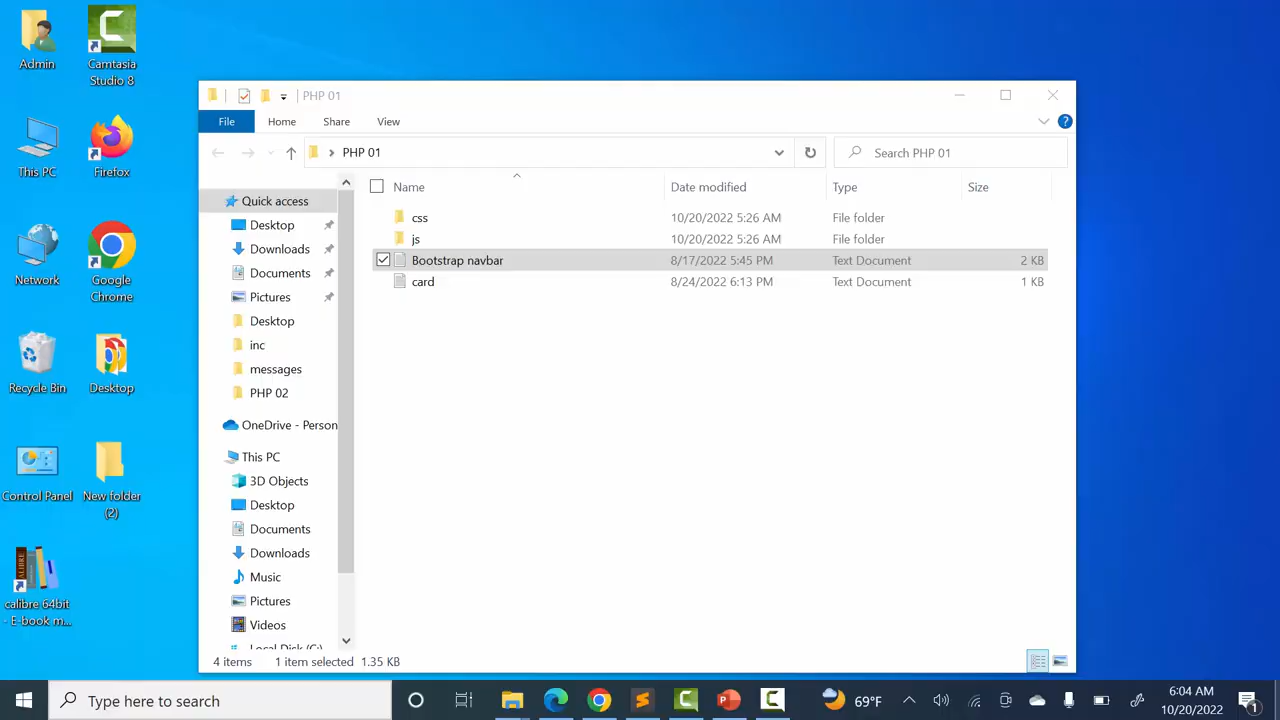 Admin
Camtasia
Studio 8
This PC
Firefox
Network
Google
Chrome
Recycle Bin
Desktop
Control Panel
New folder
(2)
calibre 64bit
- E-book m...
PHP 01
File
Home
Share
View
PHP 01
Search PHP 01
Quick access
Desktop
Downloads
Documents
Pictures
Desktop
inc
messages
PHP 02
OneDrive - Person
This PC
3D Objects
Desktop
Documents
Downloads
Music
Pictures
Videos
Local Disk (C:)
Name
Date modified
Type
Size
css
10/20/2022 5:26 AM
File folder
js
10/20/2022 5:26 AM
File folder
Bootstrap navbar
8/17/2022 5:45 PM
Text Document
2 KB
card
8/24/2022 6:13 PM
Text Document
1 KB
4 items
1 item selected
1.35 KB
Type here to search
69°F
6:04 AM
10/20/2022
1